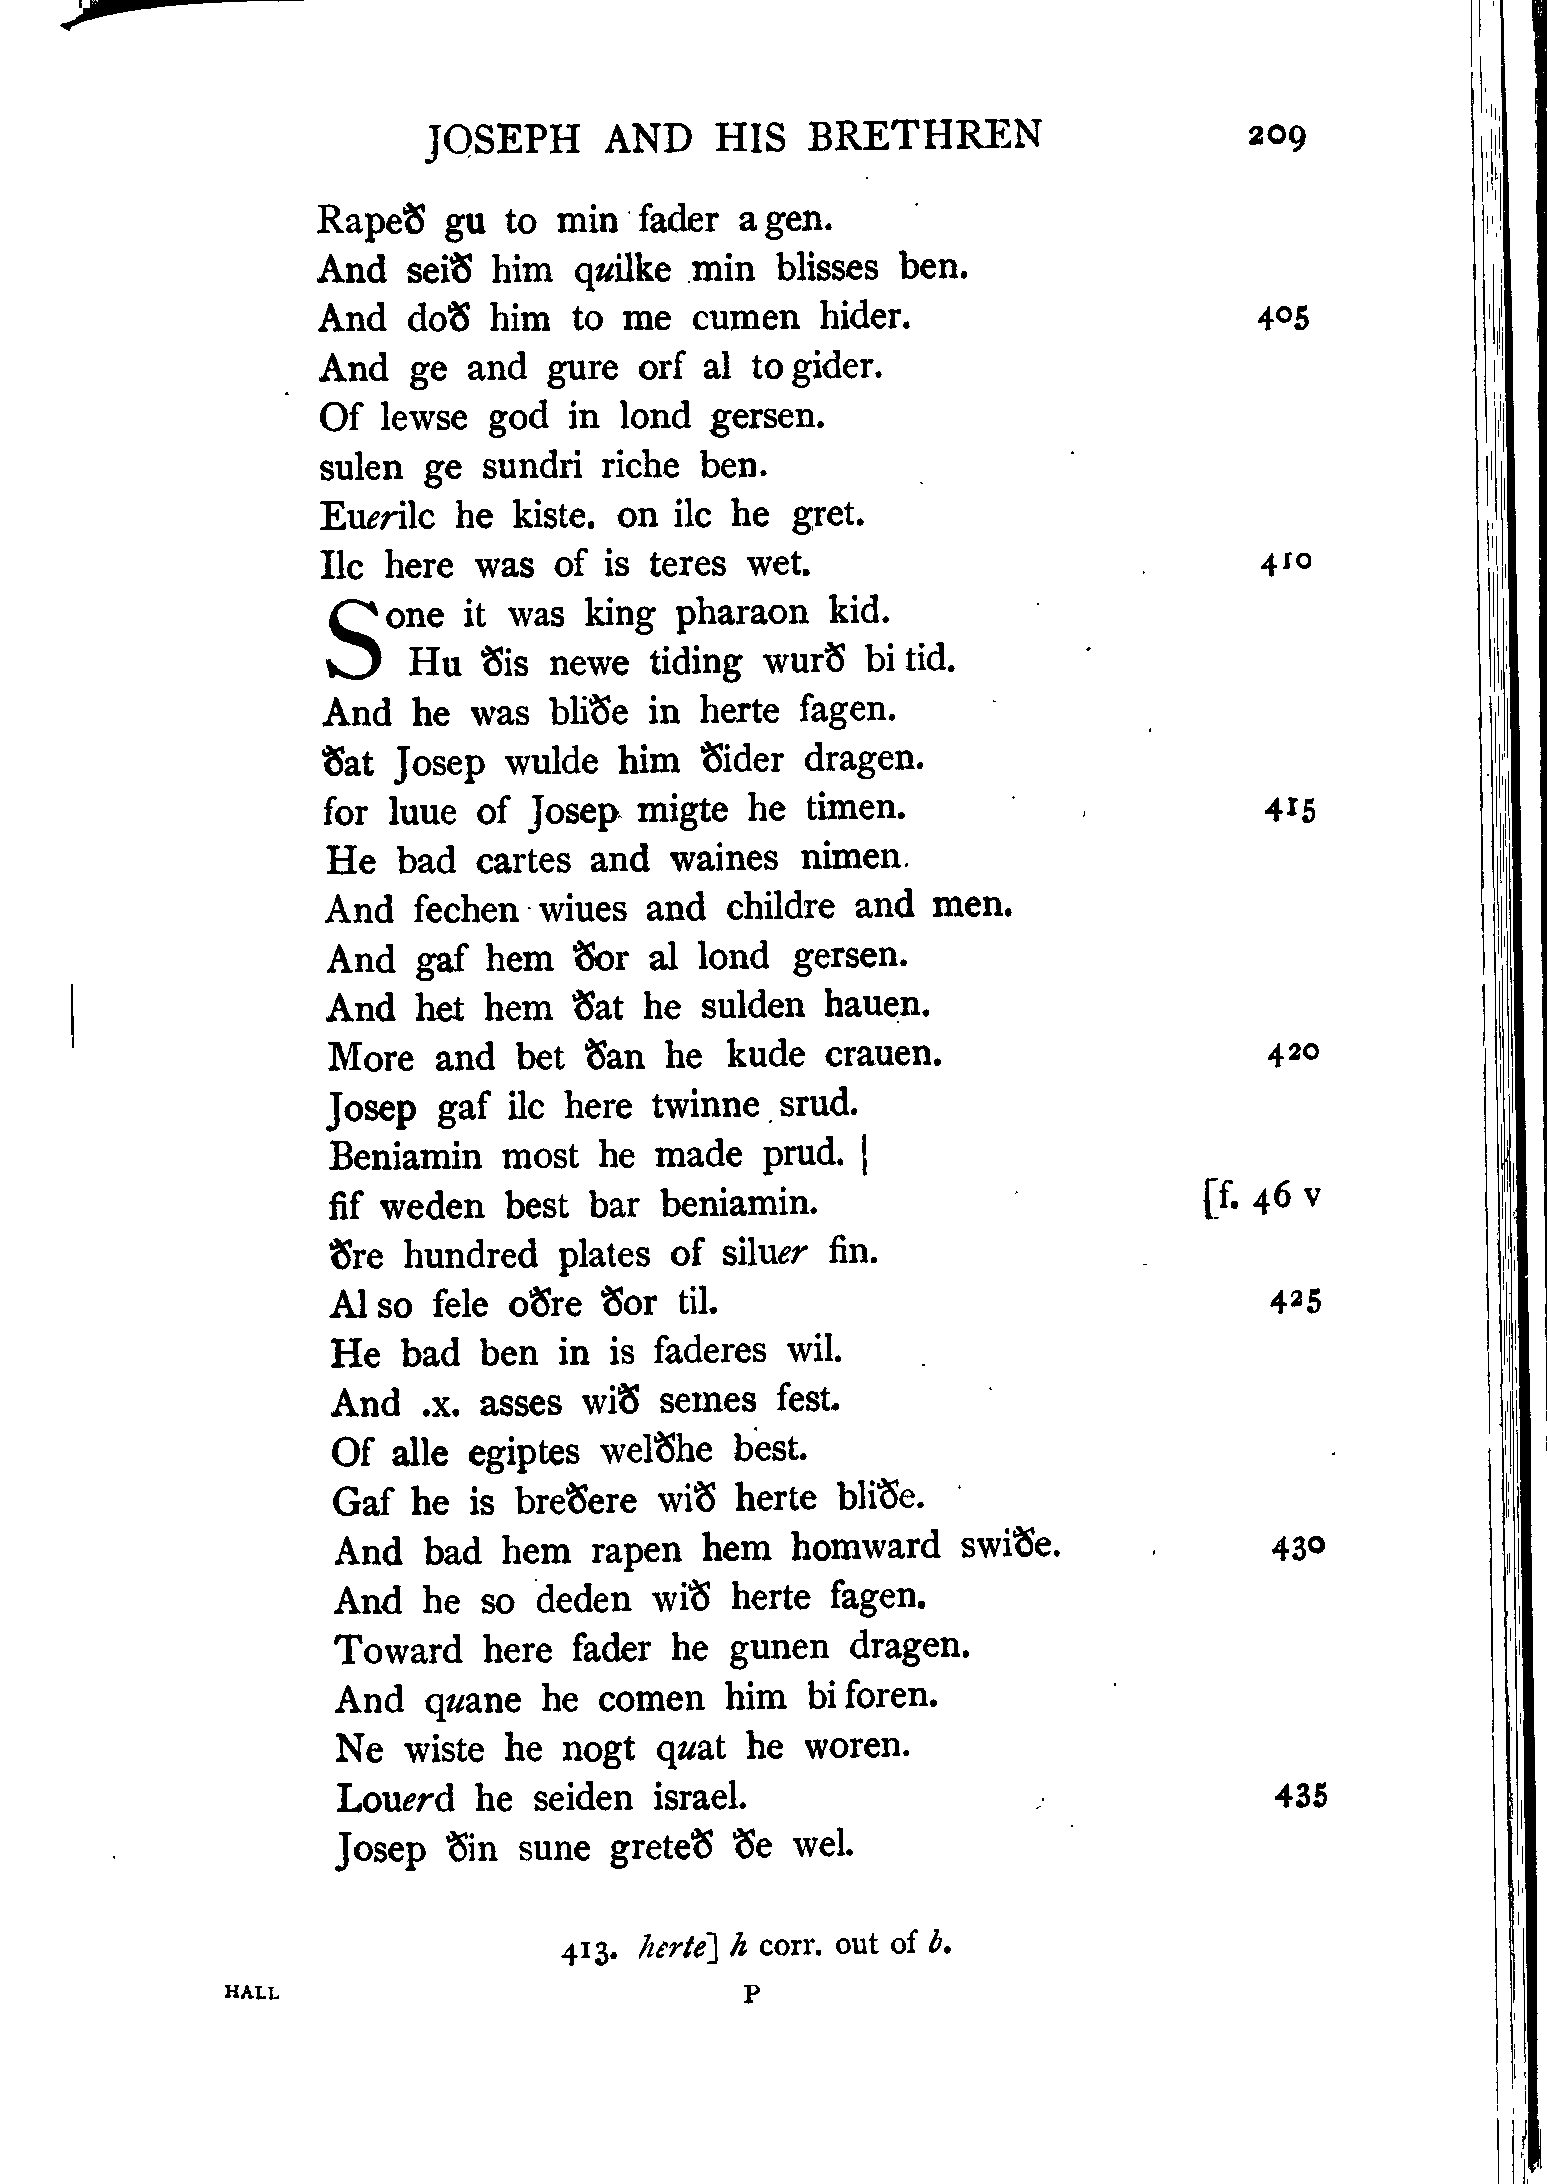 JOSEPH AND HIS BRETHREN 209
Rapeð gu to min fader agen.
And seið him quilke min blisses ben.
And doð him to me cumen hider. 405
And ge and gure orf al to gider.
Of lewse god in lond gersen.
sulen ge sundri riche ben.
Euerilc he kiste. on ilc he gret.
Ilc here was of is teres wet. 410
Sone it was king pharaon kid.
Hu ðis newe tiding wurð bi tid.
And he was bliðe in herte fagen.
ðat Josep wulde him ðider dragen.
for luue of Josep migte he timen. 415
He bad cartes and waines nimen.
And fechen wiues and childre and men.
And gaf hem ðor al lond gersen.
And het hem ðat he sulden hauen.
More and bet ðan he kude crauen. 420
Josep gaf ilc here twinne srud.
Beniamin most he made prud. |
fif weden best bar beniamin. [f. 46 v
ðre hundred plates of siluer fin.
Al so fele oðre ðor til. 425
He bad ben in is faderes wil.
And .x. asses wið semes fest.
Of alle egiptes welðhe best.
Gaf he is breðere wið herte bliðe.
And bad hem rapen hem homward swiðe. 430
And he so deden wið herte fagen.
Toward here fader he gunen dragen.
And quane he comen him bi foren.
Ne wiste he nogt quat he woren.
Louerd he seiden israel. 435
Josep ðin sune greteð ðe wel.
413. herte] h corr. out of b.
HALL P